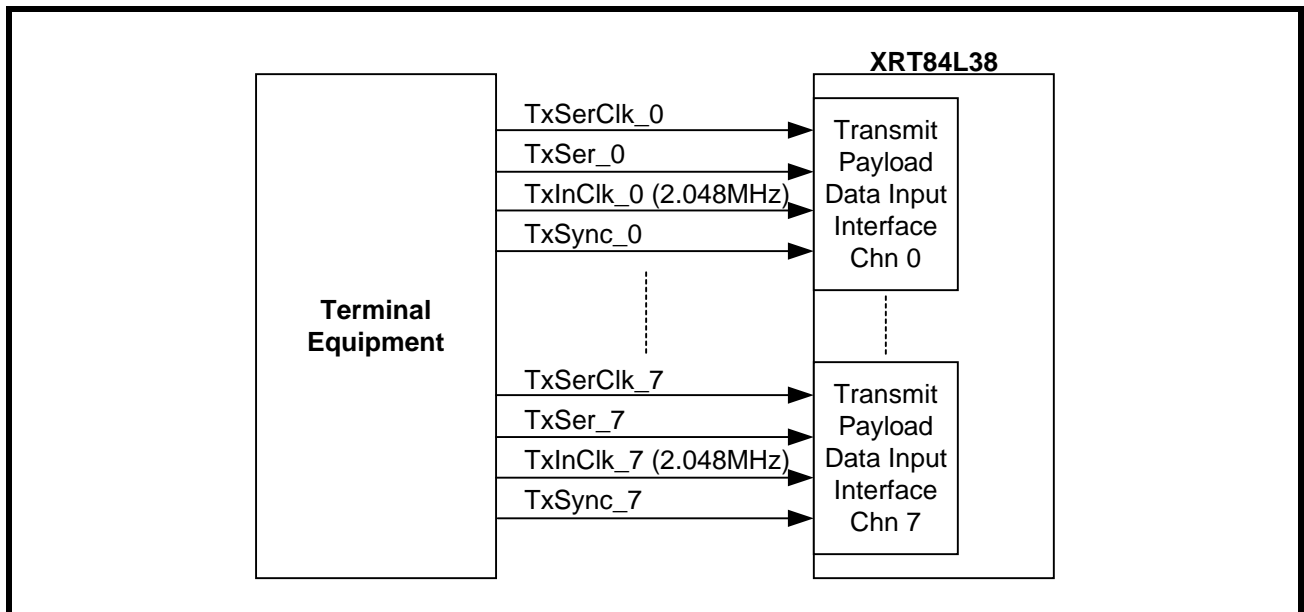 XRT84L38
Terminal
Equipment
TxSerClk_0
TxSer_0
TxInClk_0 (2.048MHz)
TxSync_0
Transmit
Payload
Data Input
Interface
Chn 0
TxSerClk_7
TxSer_7
TxInClk_7 (2.048MHz)
TxSync_7
Transmit
Payload
Data Input
Interface
Chn 7